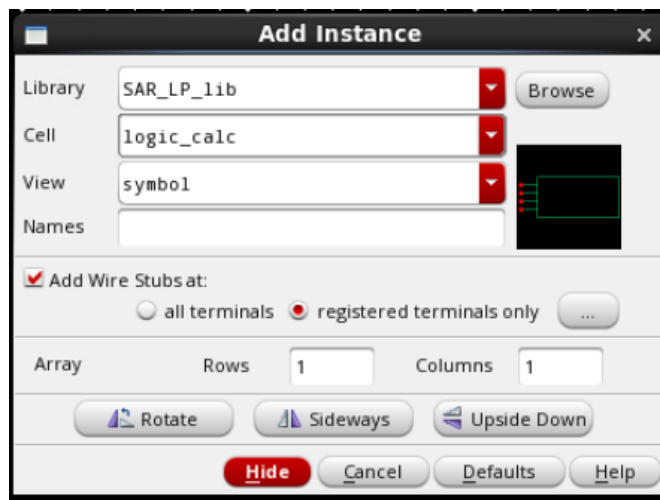 Add Instance
Library SAR_LP_lib Browse
Cell logic_calc
View symbol
Names
Add Wire Stubs at:
all terminals registered terminals only ...
Array Rows 1 Columns 1
Rotate Sideways Upside Down
Hide Cancel Defaults Help